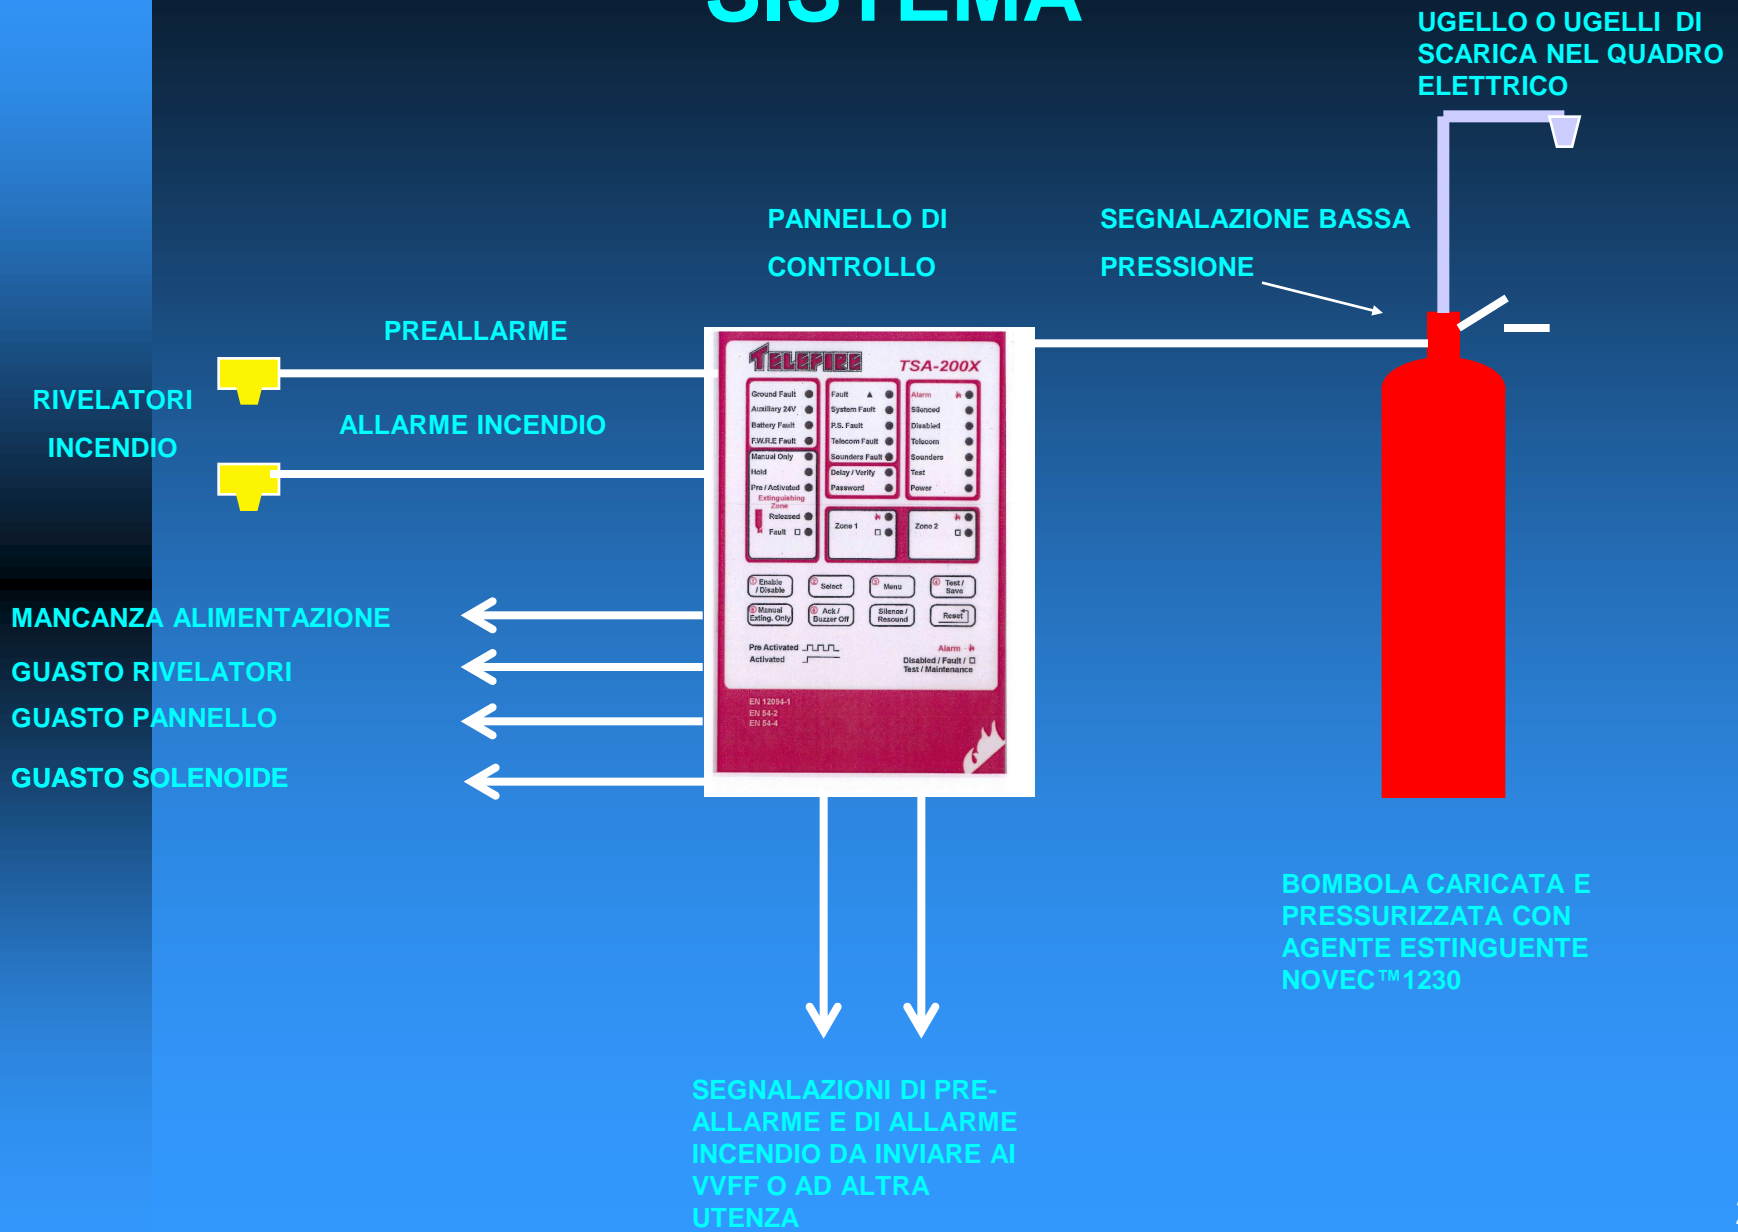 SISTEMA
UGELLO O UGELLI DI
SCARICA NEL QUADRO
ELETTRICO
PANNELLO DI
CONTROLLO
SEGNALAZIONE BASSA
PRESSIONE
PREALLARME
RIVELATORI
INCENDIO
ALLARME INCENDIO
MANCANZA ALIMENTAZIONE
GUASTO RIVELATORI
GUASTO PANNELLO
GUASTO SOLENOIDE
TELEFIRE
TSA-200X
Ground Fault
Auxiliary 24V
Battery Fault
F.W.R.E Fault
Manual Only
Hold
Pre / Activated
Extinguishing
Zone
Released
Fault
Fault
System Fault
P.S. Fault
Telecom Fault
Sounders Fault
Delay / Verify
Password
Alarm
Silenced
Disabled
Telecom
Sounders
Test
Power
Zone 1
Zone 2
1 Enable
/ Disable
2 Select
3 Menu
4 Test /
Save
5 Manual
Exting. Only
6 Ack /
Buzzer Off
Silence /
Resound
Reset
Pre Activated
Activated
Alarm -
Disabled / Fault /
Test / Maintenance
EN 12094-1
EN 54-2
EN 54-4
BOMBOLA CARICATA E
PRESSURIZZATA CON
AGENTE ESTINGUENTE
NOVEC™1230
SEGNALAZIONI DI PRE-
ALLARME E DI ALLARME
INCENDIO DA INVIARE AI
VVFF O AD ALTRA
UTENZA